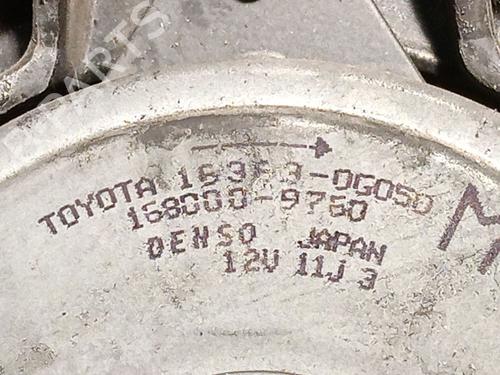 TOYOTA 16363-0G050
168000-9760
M
DENSO JAPAN
12V 11J 3